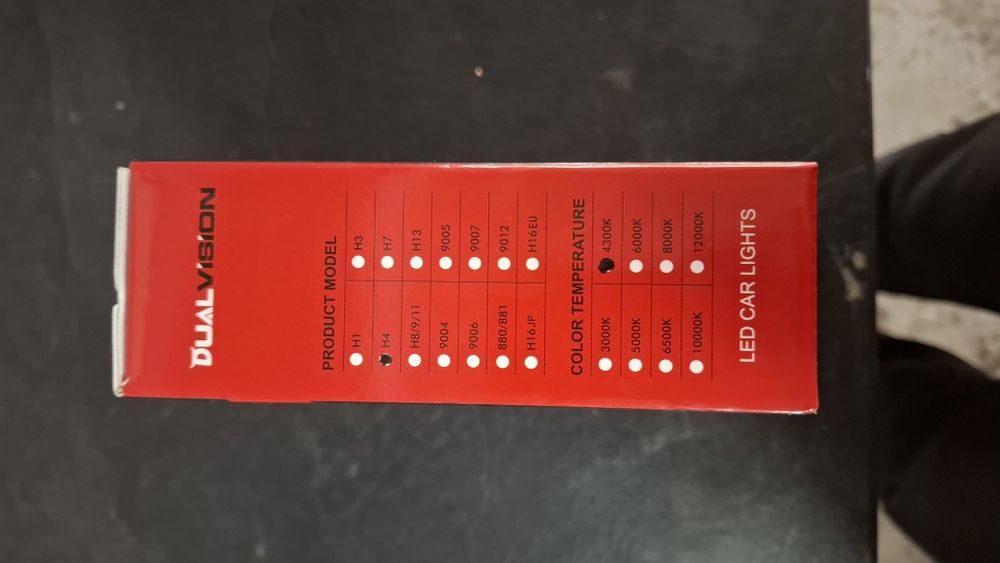 DUALVISION
PRODUCT MODEL
H1 H3
H4 H7
H8/9/11 H13
9004 9005
9006 9007
880/881 9012
H16JP H16EU
COLOR TEMPERATURE
3000K 4300K
5000K 6000K
6500K 8000K
10000K 12000K
LED CAR LIGHTS